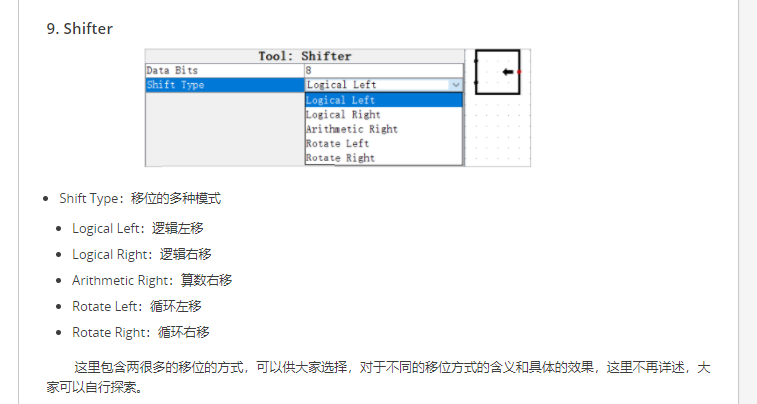 9. Shifter
Tool: Shifter
Data Bits 8
Shift Type Logical Left
Logical Left
Logical Right
Arithmetic Right
Rotate Left
Rotate Right
Shift Type：移位的多种模式
Logical Left：逻辑左移
Logical Right：逻辑右移
Arithmetic Right：算数右移
Rotate Left：循环左移
Rotate Right：循环右移
这里包含两很多的移位的方式，可以供大家选择，对于不同的移位方式的含义和具体的效果，这里不再详述，大
家可以自行探索。